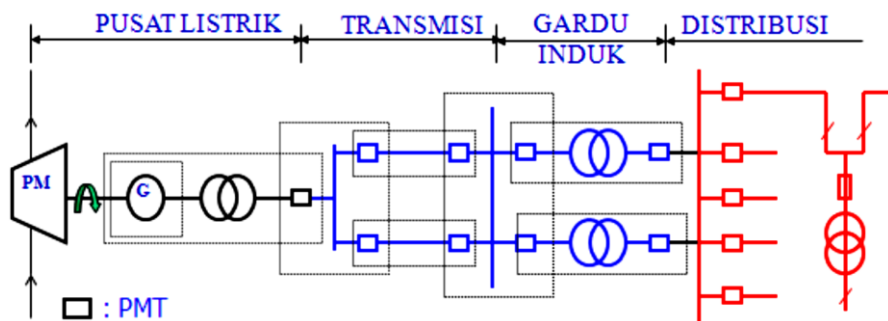 PUSAT LISTRIK
TRANSMISI
GARDU
INDUK
DISTRIBUSI
PM
G
: PMT